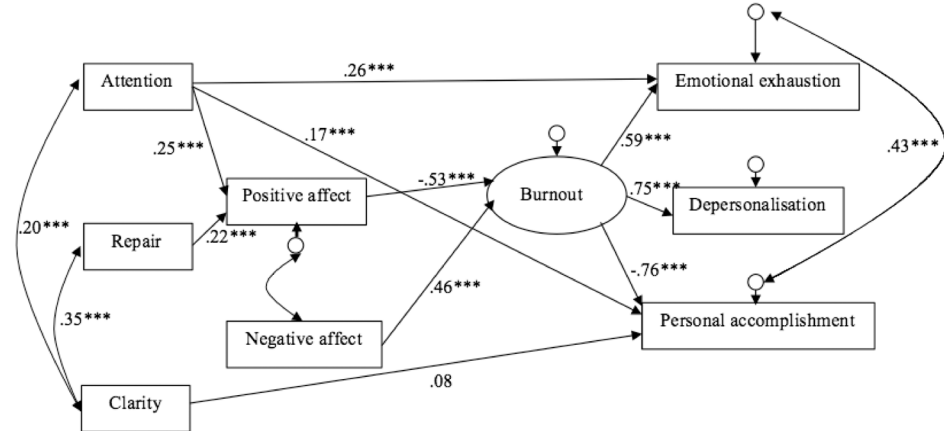 Attention
.26***
Emotional exhaustion
.17***
.43***
.25***
.59***
Positive affect
-.53***
Burnout
.75***
Depersonalisation
.20***
Repair
.22***
.46***
-.76***
.35***
Negative affect
Personal accomplishment
.08
Clarity